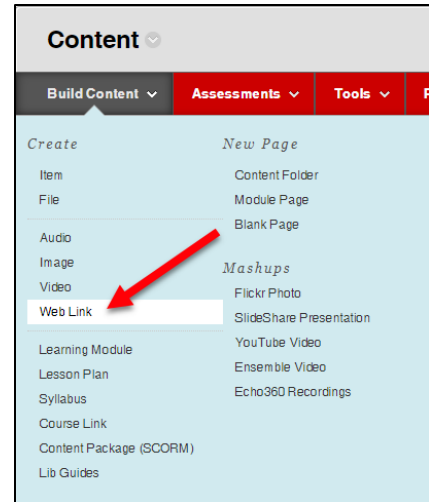 Content
Build Content
Assessments
Tools
Create
Item
File
Audio
Image
Video
Web Link
Learning Module
Lesson Plan
Syllabus
Course Link
Content Package (SCORM)
Lib Guides
New Page
Content Folder
Module Page
Blank Page
Mashups
Flickr Photo
SlideShare Presentation
YouTube Video
Ensemble Video
Echo360 Recordings